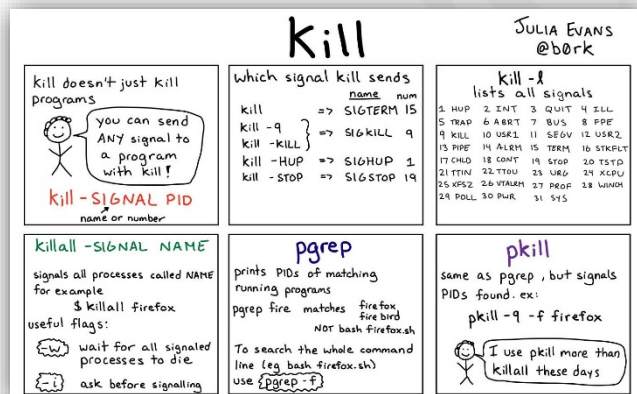 kill
JULIA EVANS
@b0rk
kill doesn't just kill
programs
you can send
ANY signal to
a program
with kill!
kill -SIGNAL PID
name or number
which signal kill sends
name num
kill => SIGTERM 15
kill -9
kill -KILL
=> SIGKILL 9
kill -HUP => SIGHUP 1
kill -STOP => SIGSTOP 19
kill -l
lists all signals
1 HUP 2 INT 3 QUIT 4 ILL
5 TRAP 6 ABRT 7 BUS 8 FPE
9 KILL 10 USR1 11 SEGV 12 USR2
13 PIPE 14 ALRM 15 TERM 16 STKFLT
17 CHLD 18 CONT 19 STOP 20 TSTP
21 TTIN 22 TTOU 23 URG 24 XCPU
25 XFSZ 26 VTALRM 27 PROF 28 WINCH
29 POLL 30 PWR 31 SYS
killall -SIGNAL NAME
signals all processes called NAME
for example
$ killall firefox
useful flags:
-w wait for all signaled
processes to die
-i ask before signalling
pgrep
prints PIDs of matching
running programs
pgrep fire matches firefox
firebird
NOT bash firefox.sh
To search the whole command
line (eg bash firefox.sh)
use pgrep -f
pkill
same as pgrep, but signals
PIDs found. ex:
pkill -9 -f firefox
I use pkill more than
killall these days